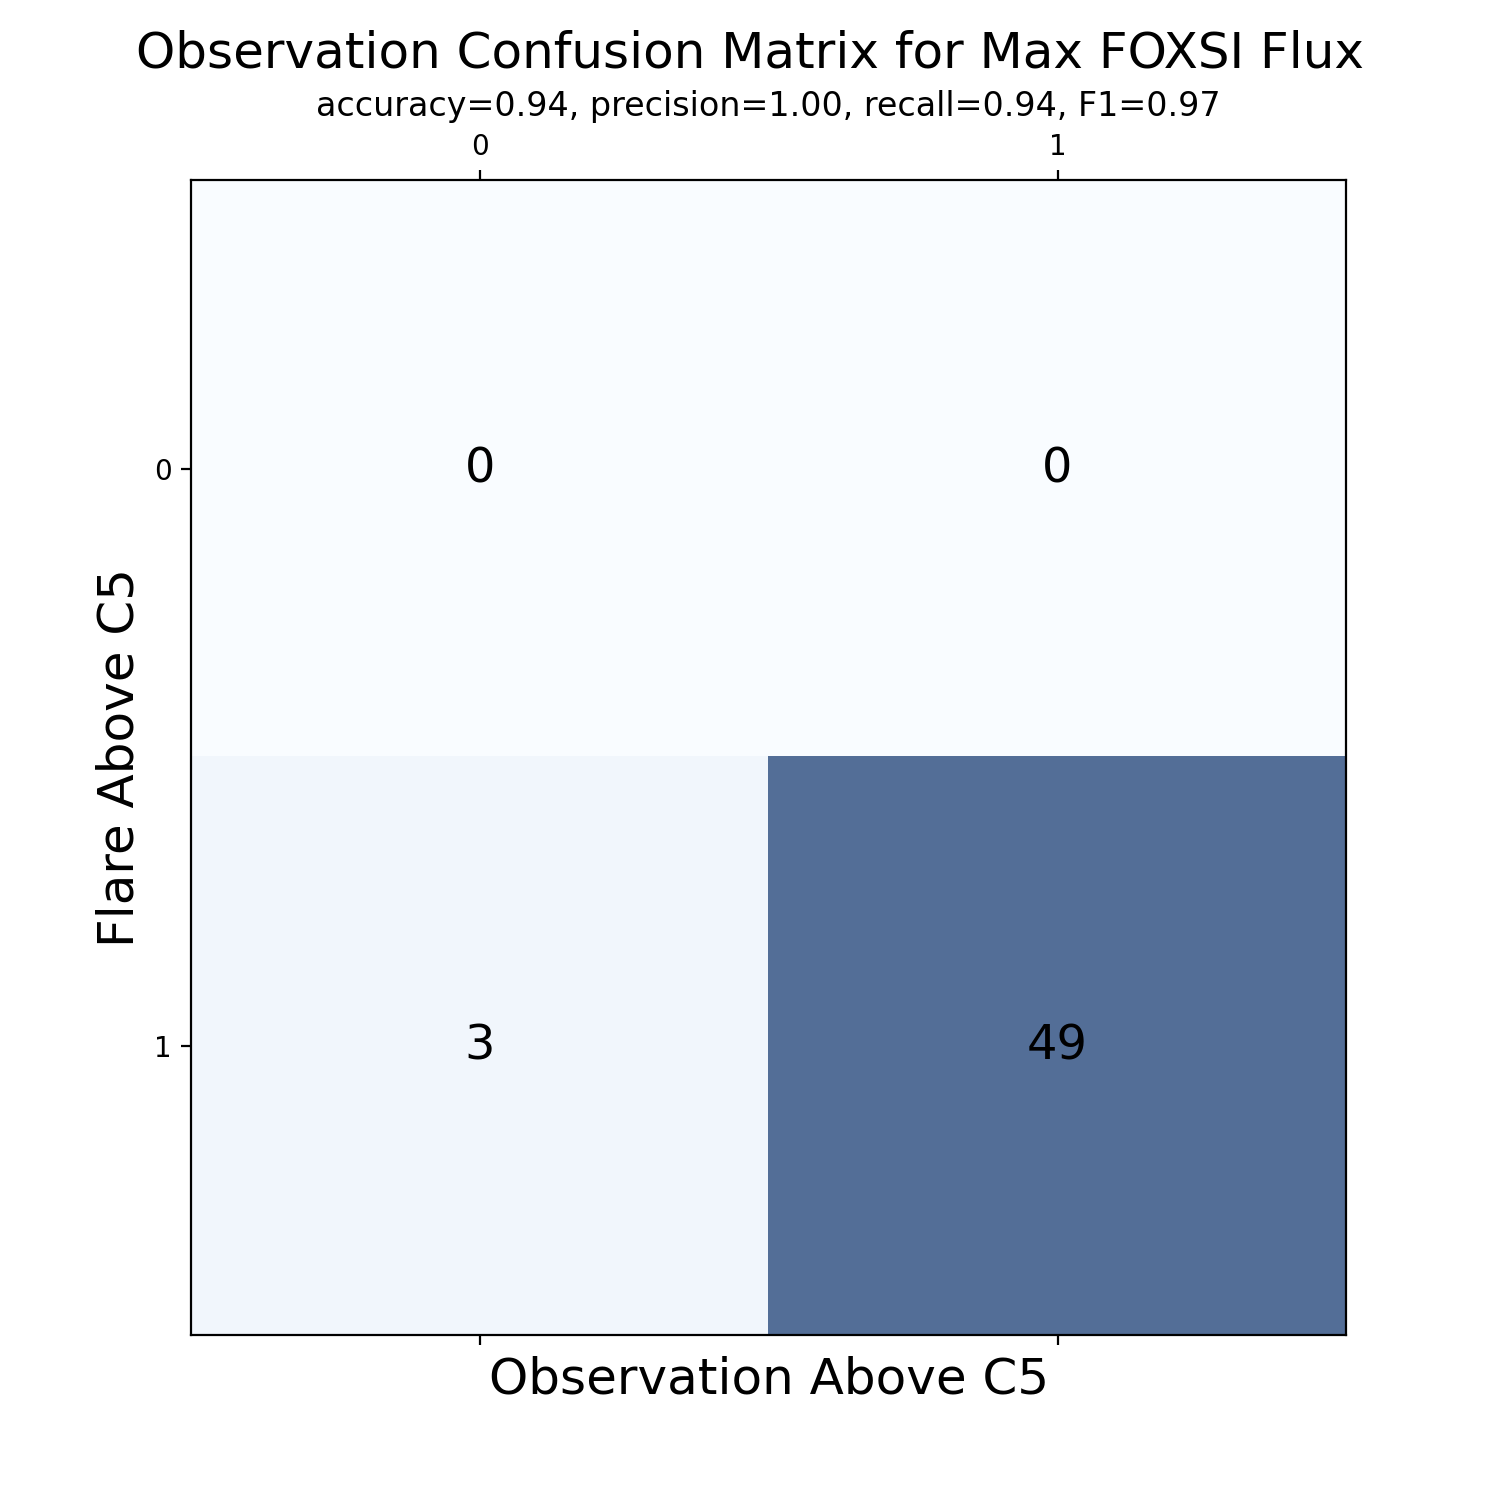 Observation Confusion Matrix for Max FOXSI Flux
accuracy=0.94, precision=1.00, recall=0.94, F1=0.97
0 1
0 0 0
Flare Above C5
1 3 49
Observation Above C5